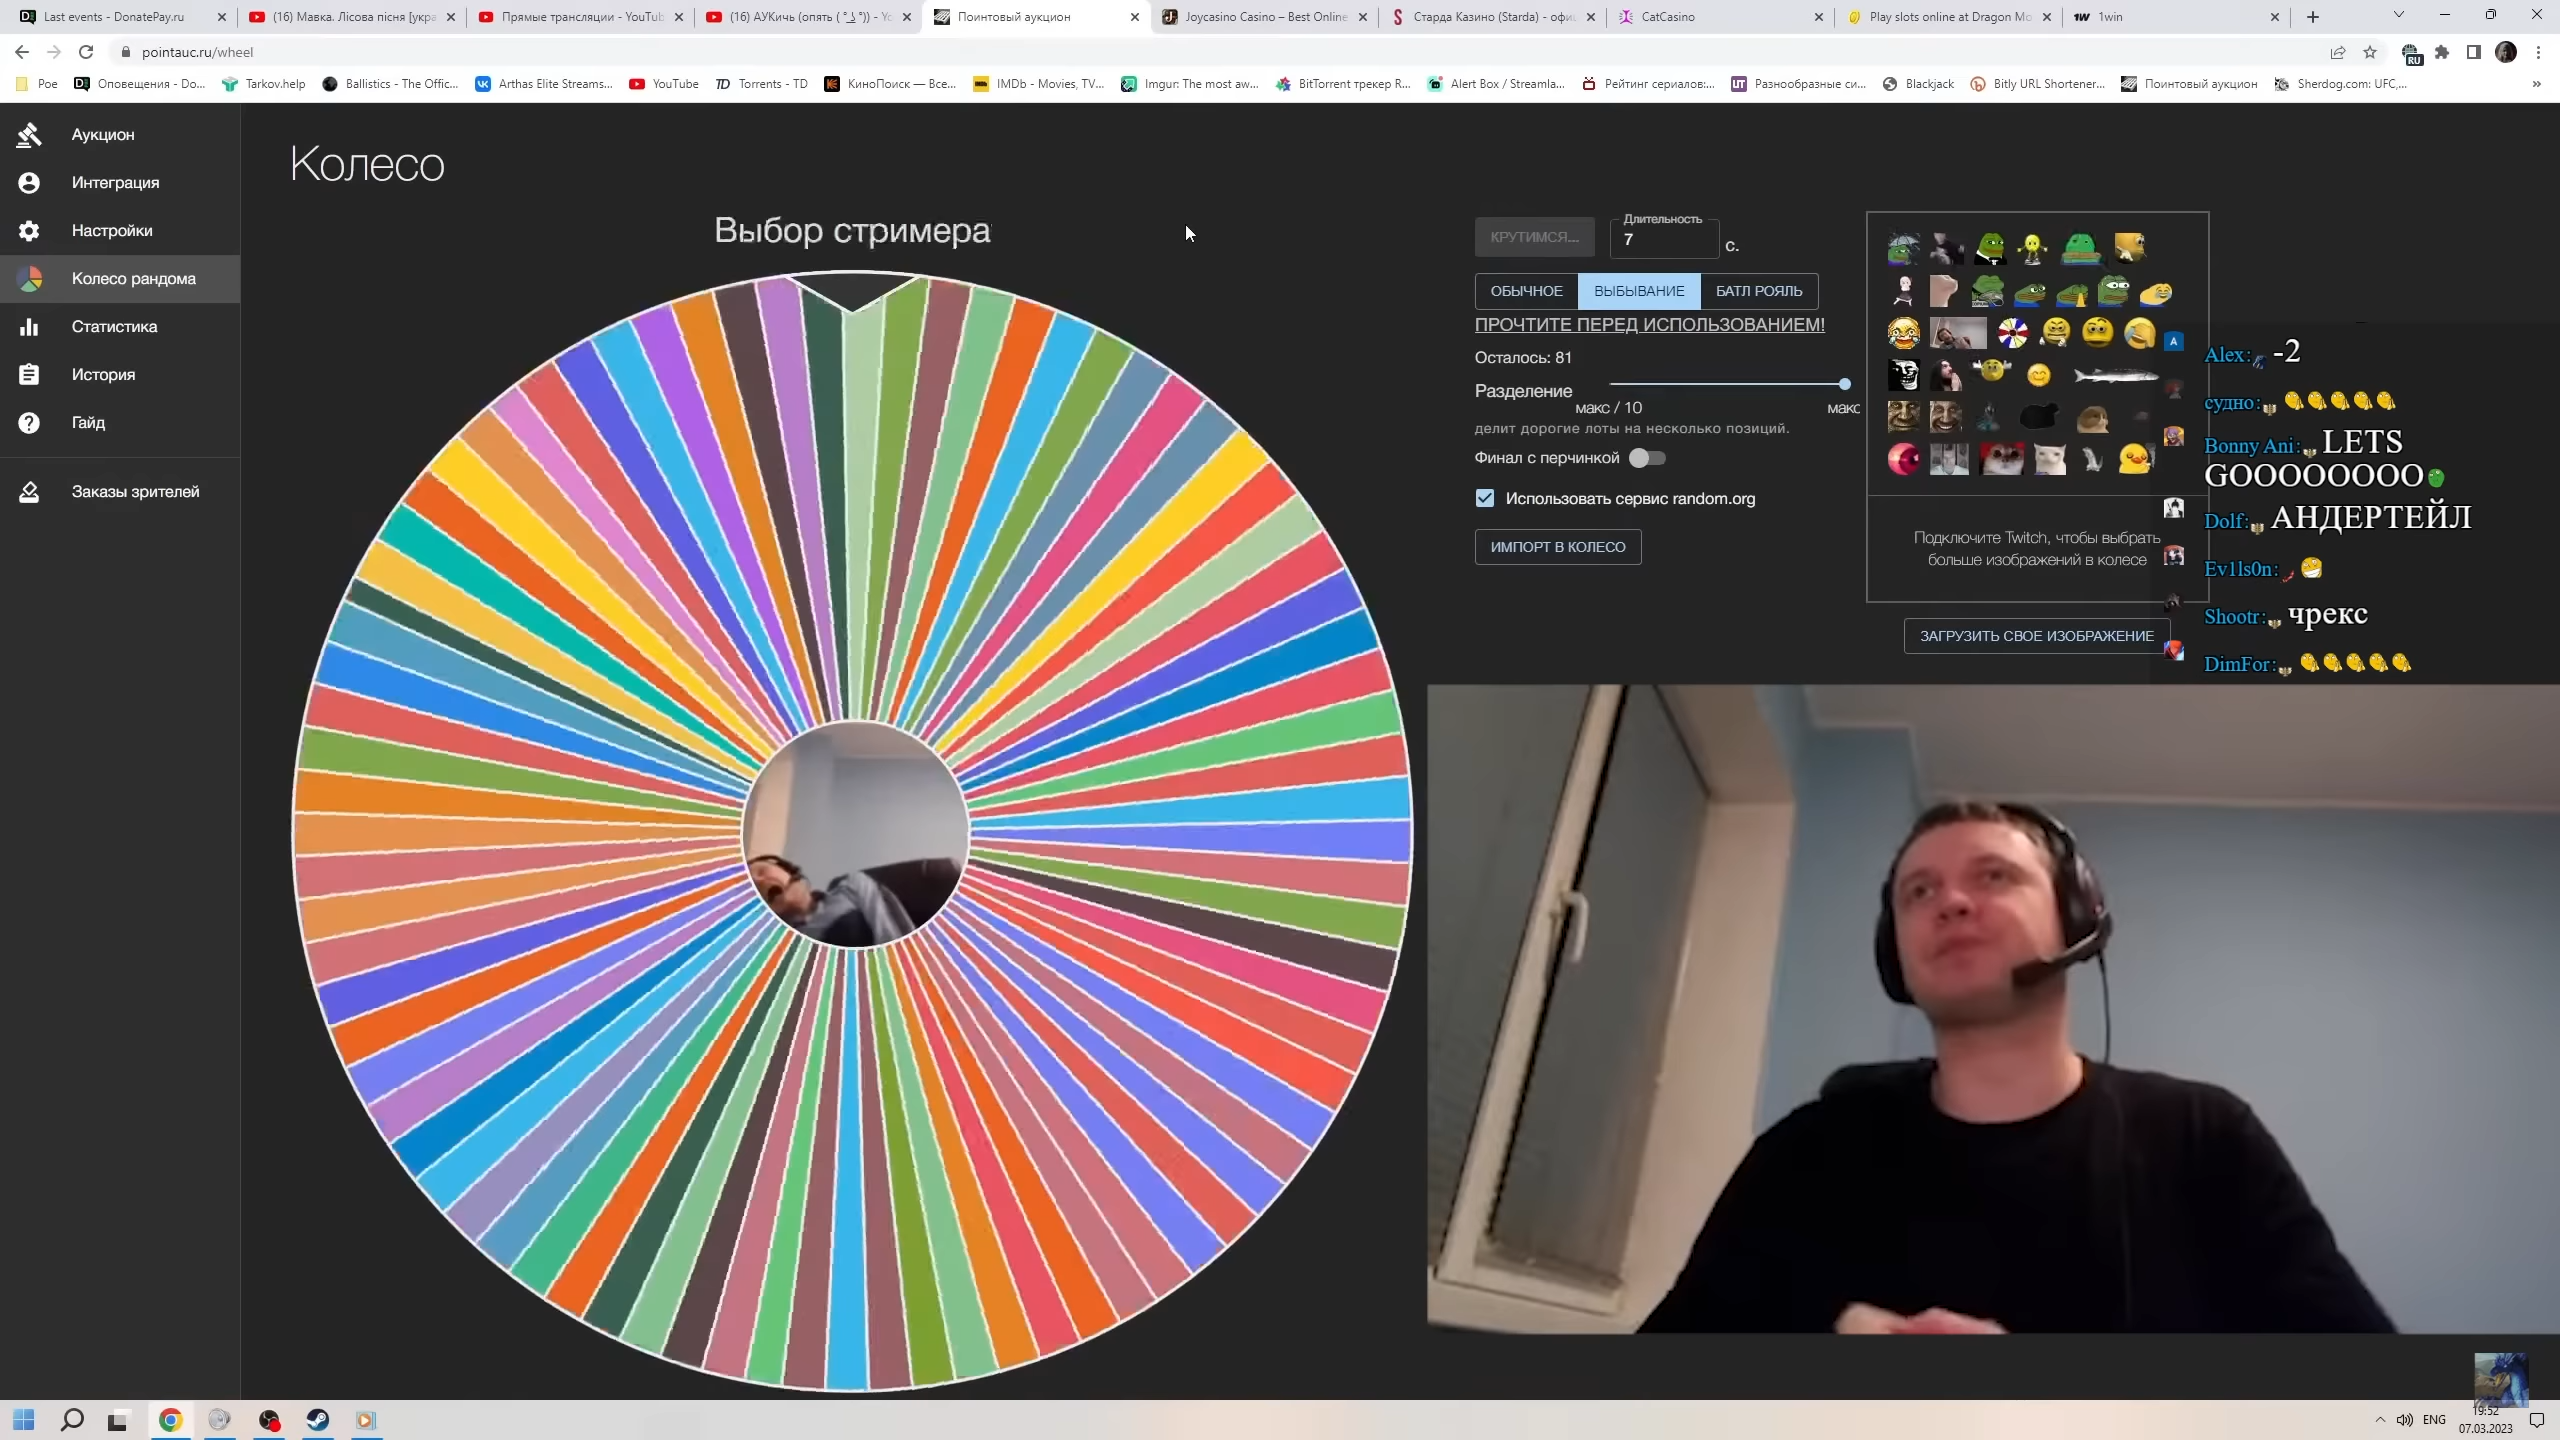 Last events - DonatePay.ru
(16) Мавка. Лісова пісня [укра
Прямые трансляции - YouTub
(16) АУКичь (опять ( ͡° ͜ʖ ͡°)) - Yo
Поинтовый аукцион
Joycasino Casino – Best Online
Старда Казино (Starda) - офи
CatCasino
Play slots online at Dragon Mo
1win
pointauc.ru/wheel
RU
Poe
Оповещения - Do...
Tarkov.help
Ballistics - The Offic...
Arthas Elite Streams...
YouTube
Torrents - TD
КиноПоиск — Все...
IMDb - Movies, TV...
Imgur: The most aw...
BitTorrent трекер R...
Alert Box / Streamla...
Рейтинг сериалов:...
Разнообразные си...
Blackjack
Bitly URL Shortener...
Поинтовый аукцион
Sherdog.com: UFC,...
Аукцион
Интеграция
Настройки
Колесо рандома
Статистика
История
Гайд
Заказы зрителей
Колесо
Выбор стримера
КРУТИМСЯ...
Длительность
7
с.
ОБЫЧНОЕ
ВЫБЫВАНИЕ
БАТЛ РОЯЛЬ
ПРОЧТИТЕ ПЕРЕД ИСПОЛЬЗОВАНИЕМ!
Осталось: 81
Разделение
макс / 10
макс
делит дорогие лоты на несколько позиций.
Финал с перчинкой
Использовать сервис random.org
ИМПОРТ В КОЛЕСО
Подключите Twitch, чтобы выбрать
больше изображений в колесе
ЗАГРУЗИТЬ СВОЕ ИЗОБРАЖЕНИЕ
Alex: -2
судно:
Bonny Ani: LETS
GOOOOOOOO
Dolf: АНДЕРТЕЙЛ
Ev1ls0n:
Shootr: чрекс
DimFor:
ENG
19:52
07.03.2023